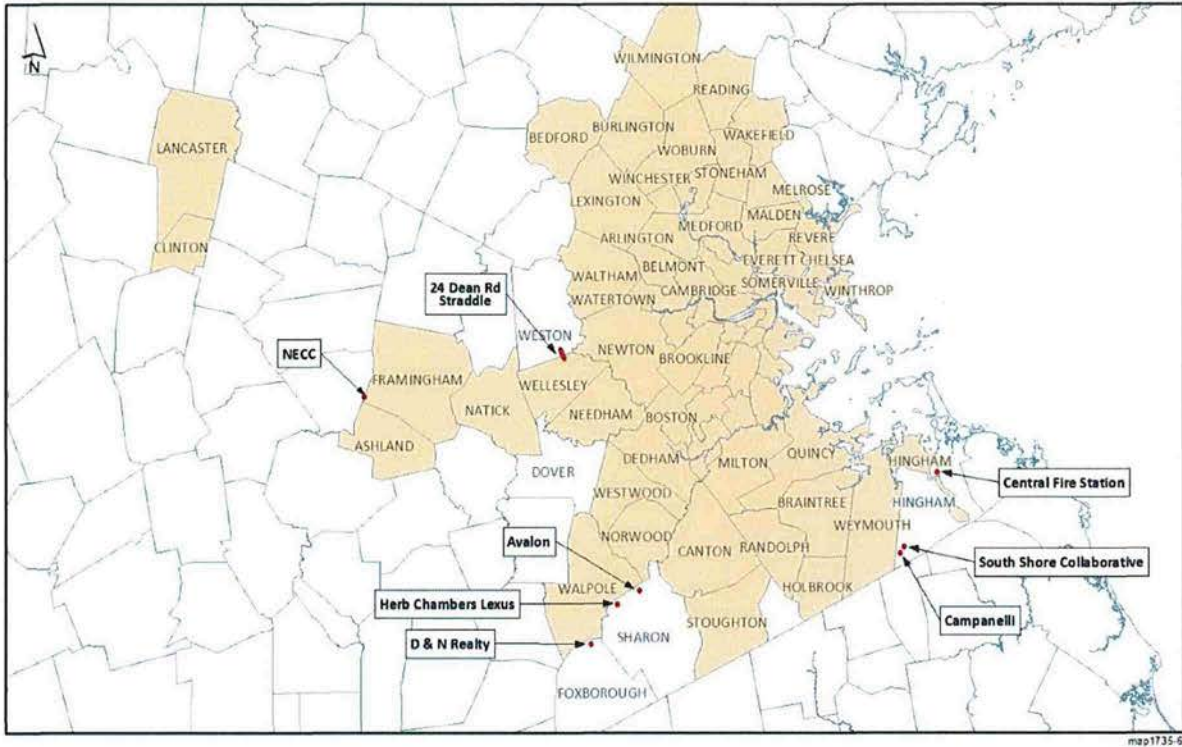 N
WILMINGTON
READING
BEDFORD
BURLINGTON
WAKEFIELD
LANCASTER
WOBURN
WINCHESTER
STONEHAM
MELROSE
LEXINGTON
MALDEN
MEDFORD
ARLINGTON
REVERE
CLINTON
BELMONT
EVERETT
CHELSEA
WALTHAM
SOMERVILLE
24 Dean Rd
Straddle
CAMBRIDGE
WINTHROP
WATERTOWN
WESTON
NECC
NEWTON
BROOKLINE
FRAMINGHAM
WELLESLEY
NATICK
NEEDHAM
BOSTON
ASHLAND
DEDHAM
MILTON
QUINCY
HINGHAM
DOVER
Central Fire Station
WESTWOOD
BRAINTREE
HINGHAM
WEYMOUTH
Avalon
NORWOOD
CANTON
RANDOLPH
South Shore Collaborative
WALPOLE
HOLBROOK
Herb Chambers Lexus
STOUGHTON
Campanelli
SHARON
D & N Realty
FOXBOROUGH
map1735-6